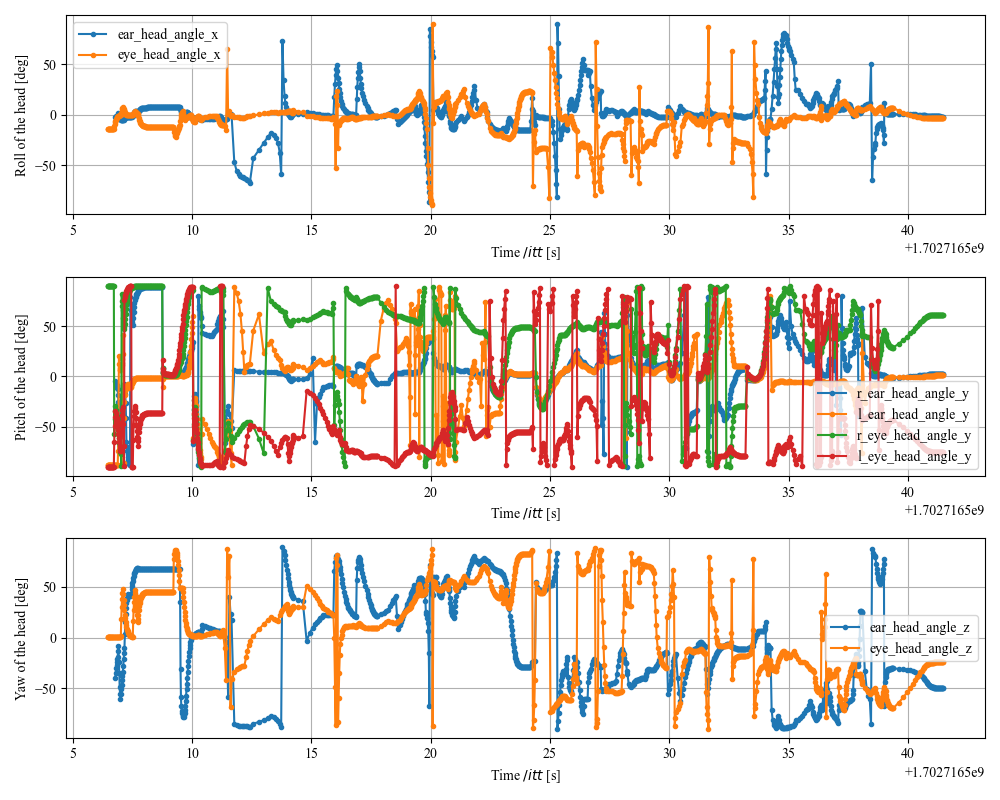 Roll of the head [deg]
ear_head_angle_x
eye_head_angle_x
50
0
−50
5 10 15 20 25 30 35 40
Time /itt [s]
+1.7027165e9
Pitch of the head [deg]
50
0
−50
r_ear_head_angle_y
l_ear_head_angle_y
r_eye_head_angle_y
l_eye_head_angle_y
5 10 15 20 25 30 35 40
Time /itt [s]
+1.7027165e9
Yaw of the head [deg]
50
0
−50
ear_head_angle_z
eye_head_angle_z
5 10 15 20 25 30 35 40
Time /itt [s]
+1.7027165e9